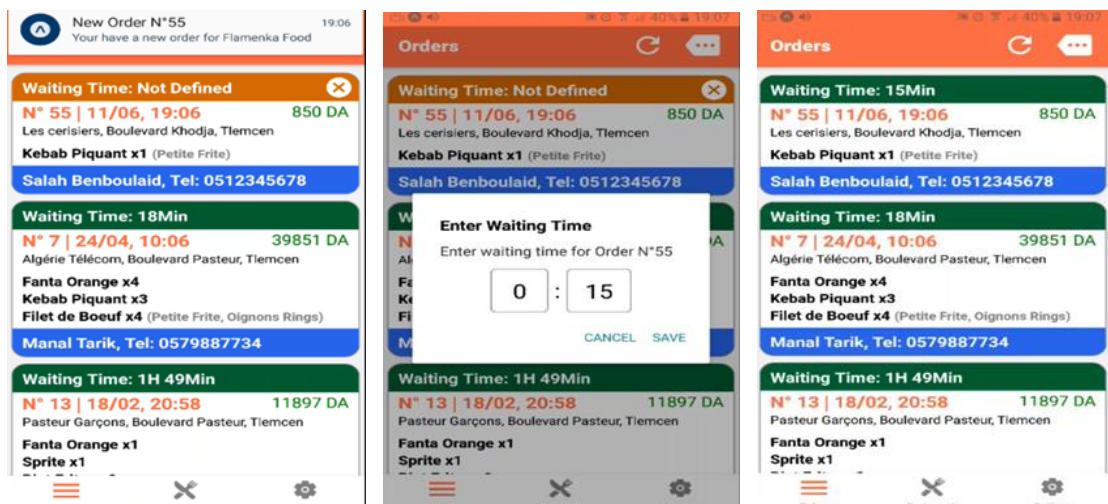 New Order N°55
19:06
Your have a new order for Flamenka Food
Waiting Time: Not Defined
N° 55 | 11/06, 19:06
850 DA
Les cerisiers, Boulevard Khodja, Tlemcen
Kebab Piquant x1 (Petite Frite)
Salah Benboulaid, Tel: 0512345678
Waiting Time: 18Min
N° 7 | 24/04, 10:06
39851 DA
Algérie Télécom, Boulevard Pasteur, Tlemcen
Fanta Orange x4
Kebab Piquant x3
Filet de Boeuf x4 (Petite Frite, Oignons Rings)
Manal Tarik, Tel: 0579887734
Waiting Time: 1H 49Min
N° 13 | 18/02, 20:58
11897 DA
Pasteur Garçons, Boulevard Pasteur, Tlemcen
Fanta Orange x1
Sprite x1
40% 19:07
Orders
Waiting Time: Not Defined
N° 55 | 11/06, 19:06
850 DA
Les cerisiers, Boulevard Khodja, Tlemcen
Kebab Piquant x1 (Petite Frite)
Salah Benboulaid, Tel: 0512345678
Enter Waiting Time
Enter waiting time for Order N°55
0 : 15
CANCEL SAVE
Waiting Time: 1H 49Min
N° 13 | 18/02, 20:58
11897 DA
Pasteur Garçons, Boulevard Pasteur, Tlemcen
Fanta Orange x1
Sprite x1
40% 19:07
Orders
Waiting Time: 15Min
N° 55 | 11/06, 19:06
850 DA
Les cerisiers, Boulevard Khodja, Tlemcen
Kebab Piquant x1 (Petite Frite)
Salah Benboulaid, Tel: 0512345678
Waiting Time: 18Min
N° 7 | 24/04, 10:06
39851 DA
Algérie Télécom, Boulevard Pasteur, Tlemcen
Fanta Orange x4
Kebab Piquant x3
Filet de Boeuf x4 (Petite Frite, Oignons Rings)
Manal Tarik, Tel: 0579887734
Waiting Time: 1H 49Min
N° 13 | 18/02, 20:58
11897 DA
Pasteur Garçons, Boulevard Pasteur, Tlemcen
Fanta Orange x1
Sprite x1